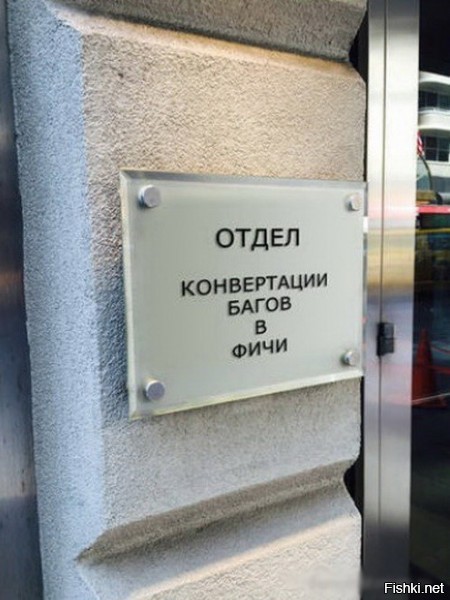 ОТДЕЛ
КОНВЕРТАЦИИ
БАГОВ
В
ФИЧИ
Fishki.net